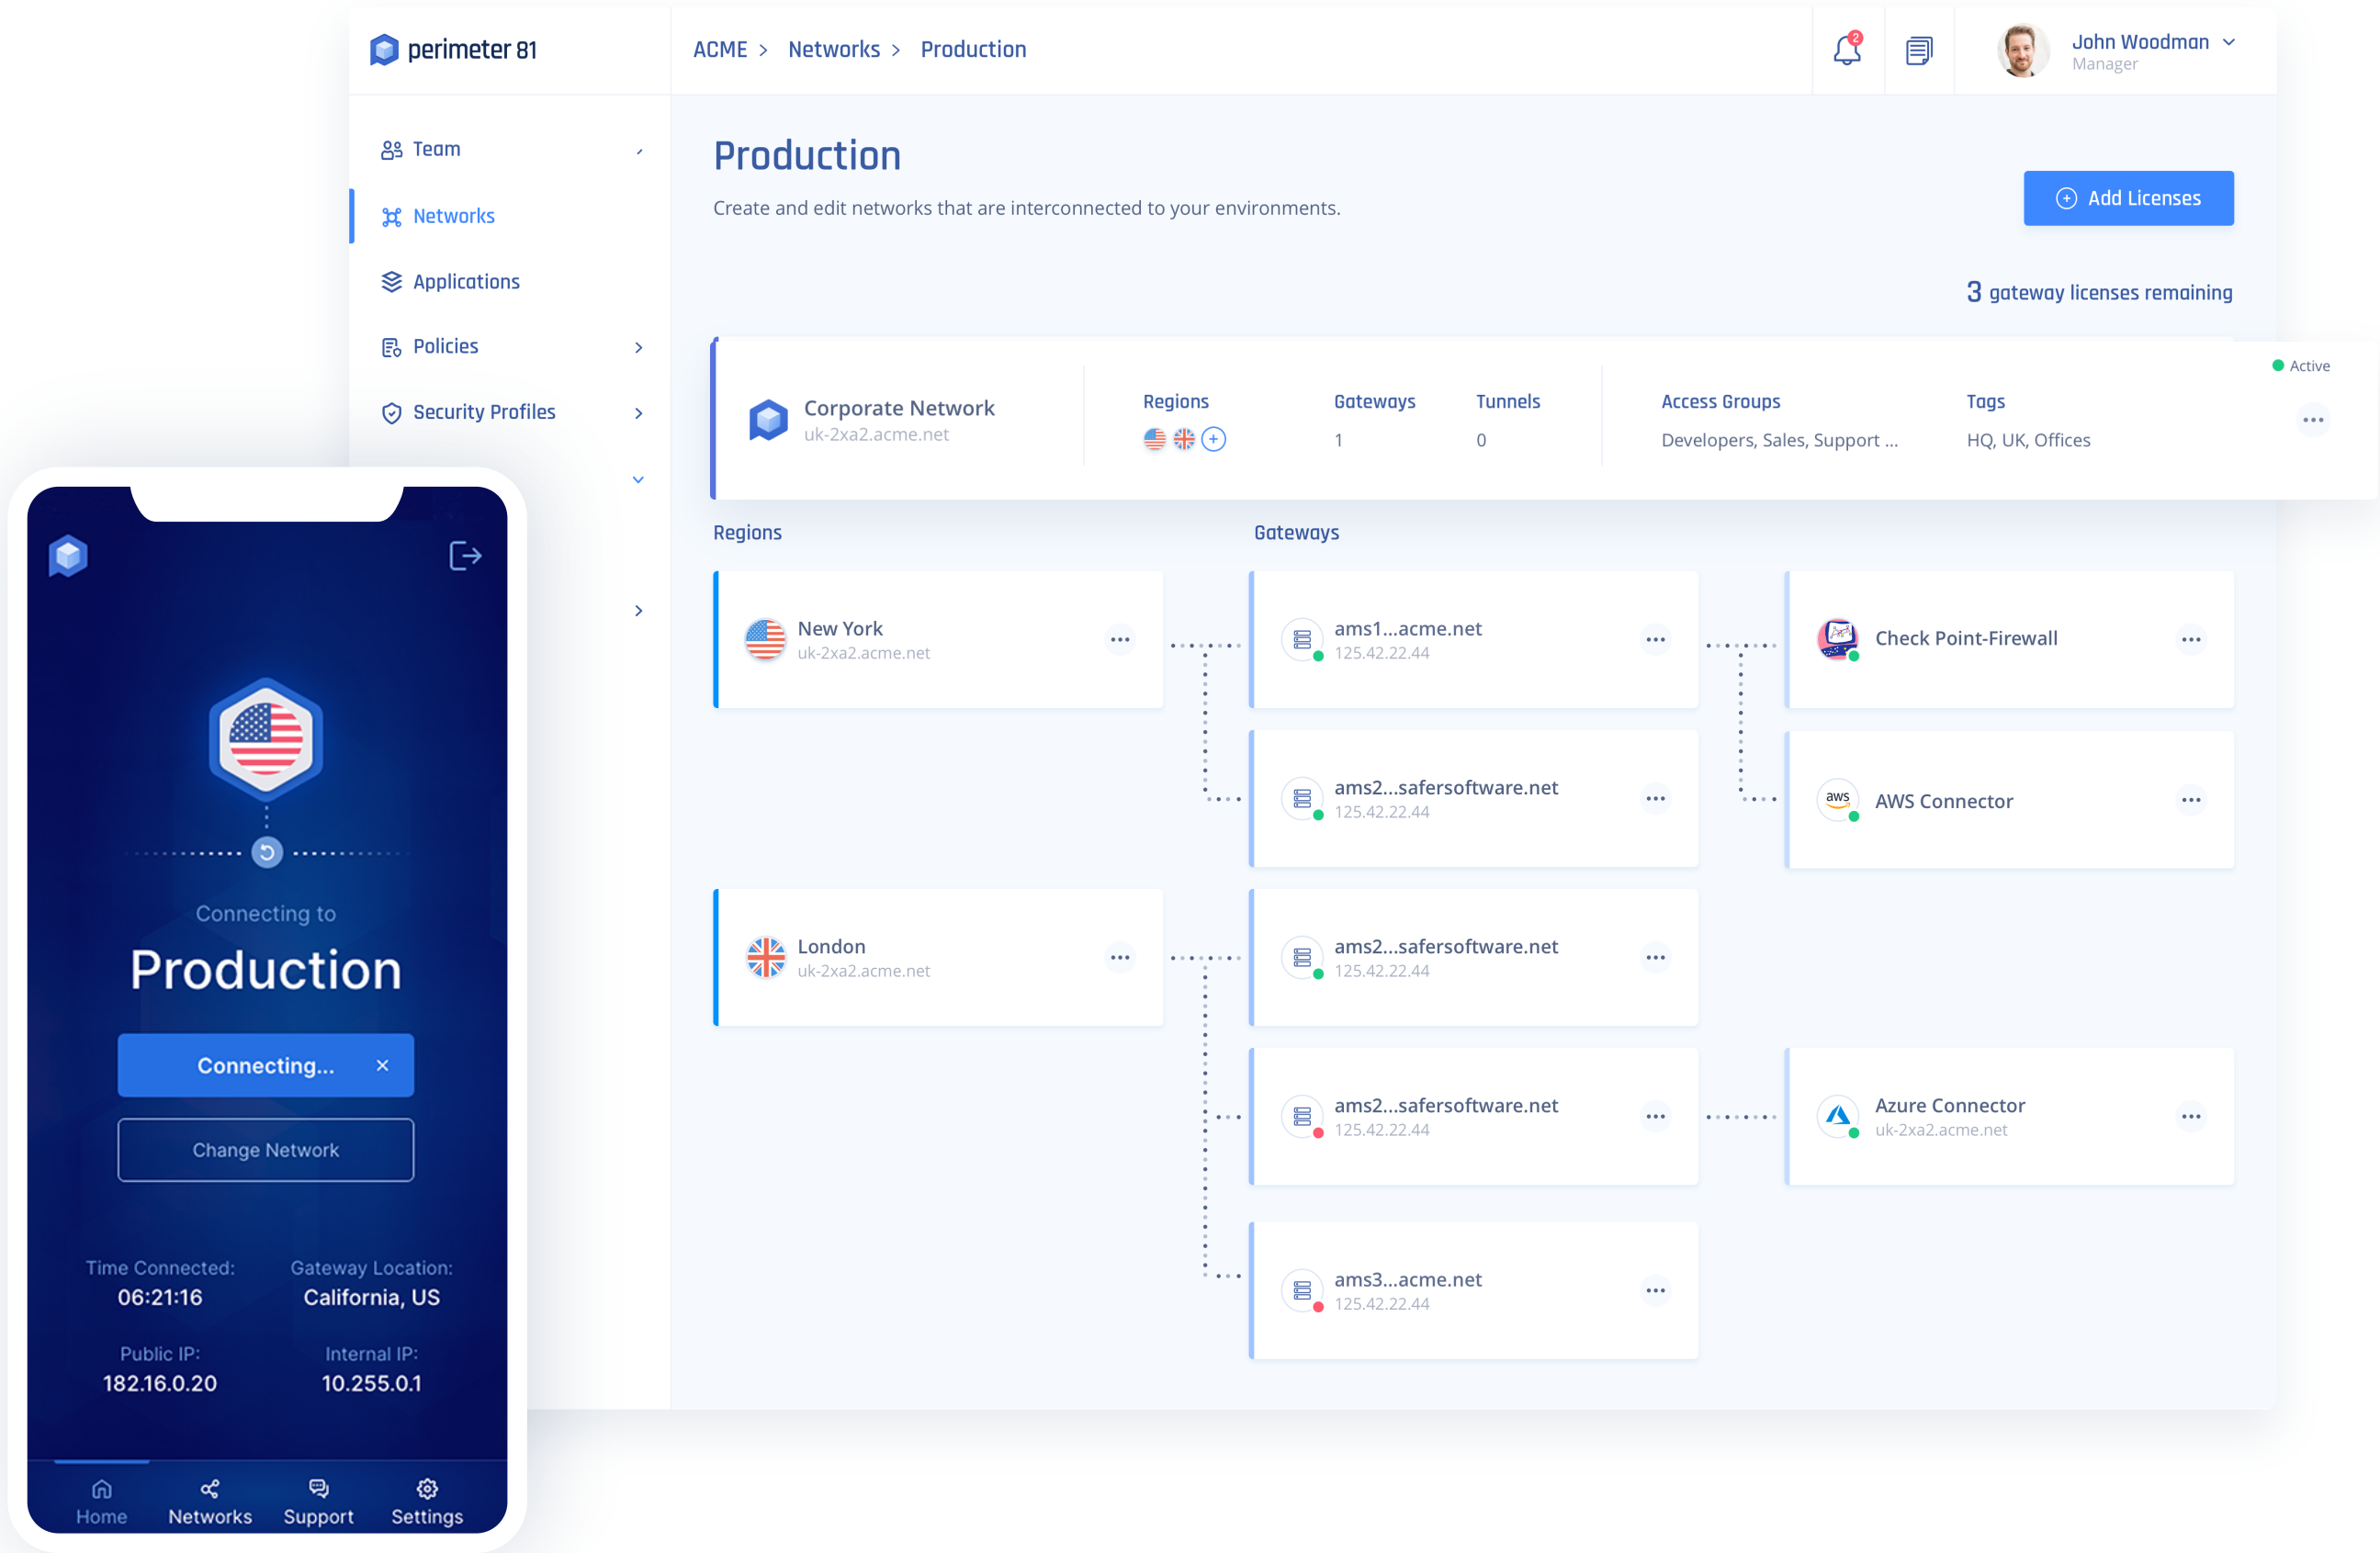 perimeter 81
ACME > Networks > Production
2
John Woodman
Manager
Team
Networks
Applications
Policies
Security Profiles
Production
Create and edit networks that are interconnected to your environments.
Add Licenses
3 gateway licenses remaining
Active
Corporate Network
uk-2xa2.acme.net
Regions
Gateways
1
Tunnels
0
Access Groups
Developers, Sales, Support ...
Tags
HQ, UK, Offices
Regions
Gateways
New York
uk-2xa2.acme.net
ams1...acme.net
125.42.22.44
Check Point-Firewall
ams2...safersoftware.net
125.42.22.44
aws
AWS Connector
London
uk-2xa2.acme.net
ams2...safersoftware.net
125.42.22.44
ams2...safersoftware.net
125.42.22.44
Azure Connector
uk-2xa2.acme.net
ams3...acme.net
125.42.22.44
Connecting to
Production
Connecting...
Change Network
Time Connected:
06:21:16
Gateway Location:
California, US
Public IP:
182.16.0.20
Internal IP:
10.255.0.1
Home
Networks
Support
Settings